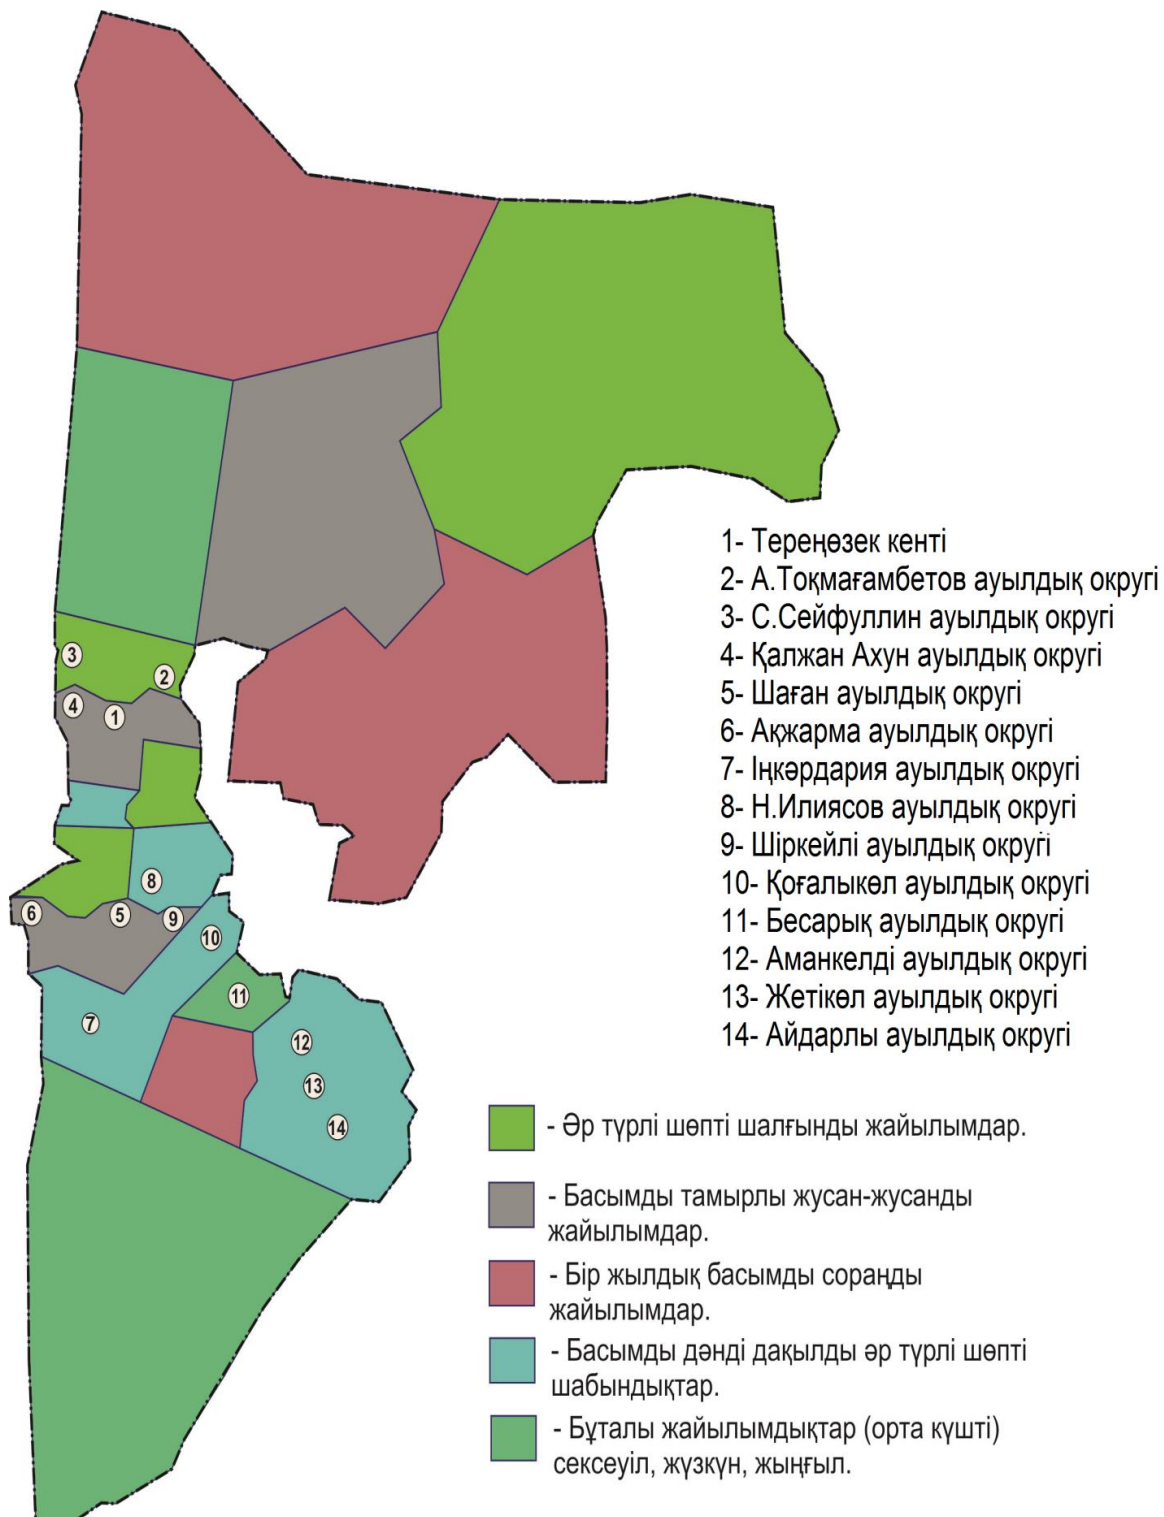 3
2
4
1
8
6
5
9
10
11
7
12
13
14
1- Тереңөзек кенті
2- А.Тоқмағамбетов ауылдық округі
3- С.Сейфуллин ауылдық округі
4- Қалжан Ахун ауылдық округі
5- Шаған ауылдық округі
6- Ақжарма ауылдық округі
7- Іңкәрдария ауылдық округі
8- Н.Илиясов ауылдық округі
9- Шіркейлі ауылдық округі
10- Қоғалыкөл ауылдық округі
11- Бесарық ауылдық округі
12- Аманкелді ауылдық округі
13- Жетікөл ауылдық округі
14- Айдарлы ауылдық округі
- Әр түрлі шөпті шалғынды жайылымдар.
- Басымды тамырлы жусан-жусанды
жайылымдар.
- Бір жылдық басымды сораңды
жайылымдар.
- Басымды дәнді дақылды әр түрлі шөпті
шабындықтар.
- Бұталы жайылымдықтар (орта күшті)
сексеуіл, жүзкүн, жыңғыл.